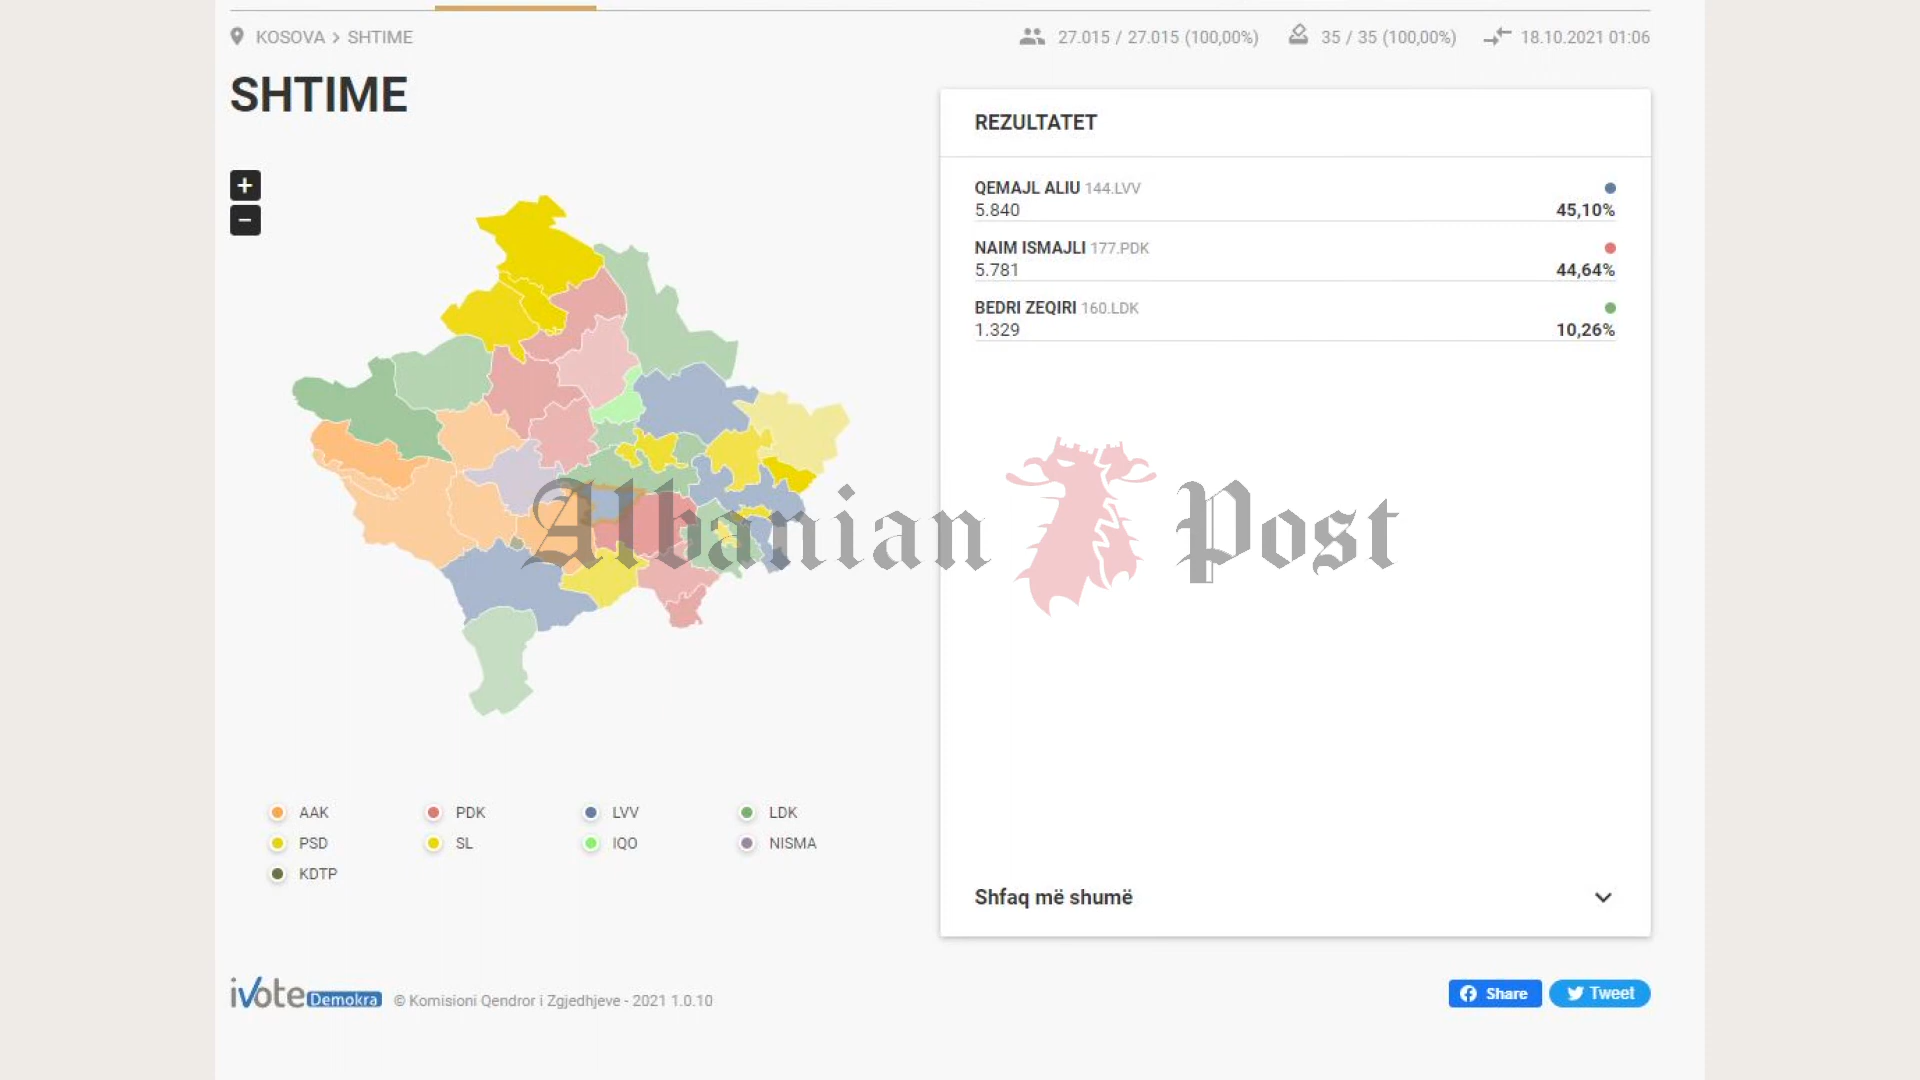 KOSOVA > SHTIME
27.015 / 27.015 (100,00%)
35 / 35 (100,00%)
18.10.2021 01:06
SHTIME
+
−
REZULTATET
QEMAJL ALIU 144.LVV
5.840 45,10%
NAIM ISMAJLI 177.PDK
5.781 44,64%
BEDRI ZEQIRI 160.LDK
1.329 10,26%
Albanian Post
AAK PDK LVV LDK
PSD SL IQO NISMA
KDTP
Shfaq më shumë
iVote Demokra © Komisioni Qendror i Zgjedhjeve - 2021 1.0.10
Share Tweet